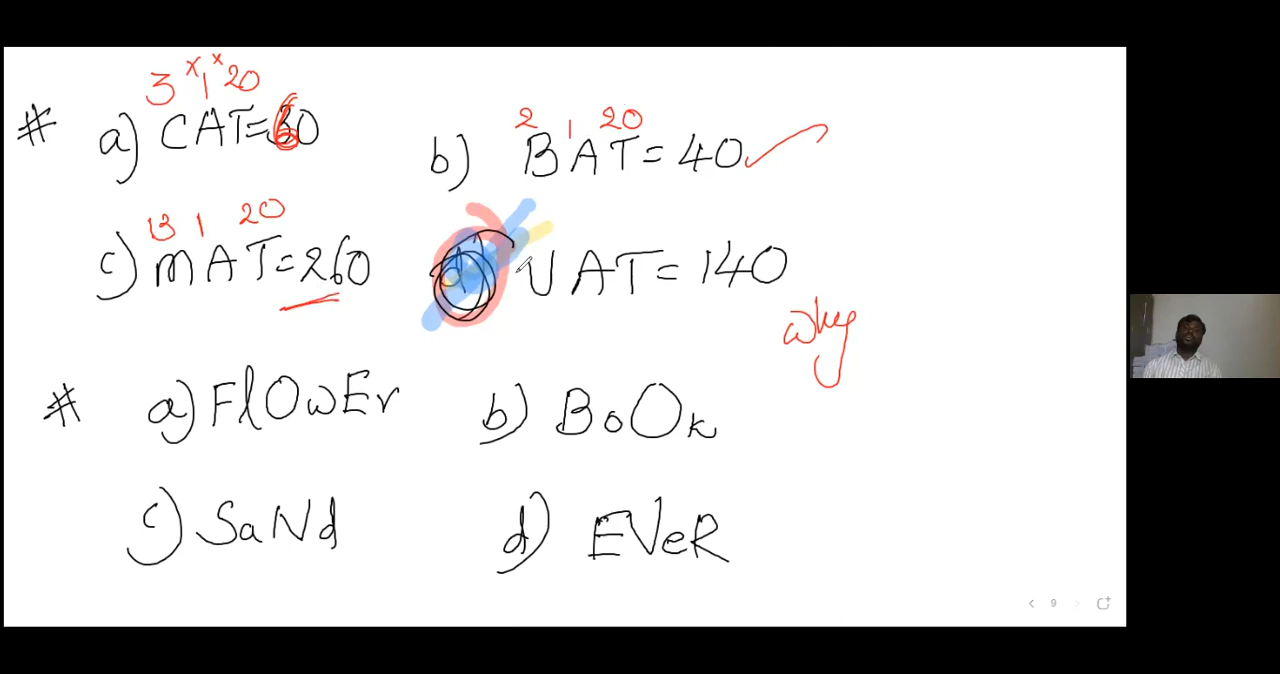 3 × 1 × 20
# a) CAT=60
2 1 20
b) BAT=40
13 1 20
c) MAT=260
d) VAT=140
why
# a) FlOwEr b) BoOk
c) SaNd d) EVeR
9